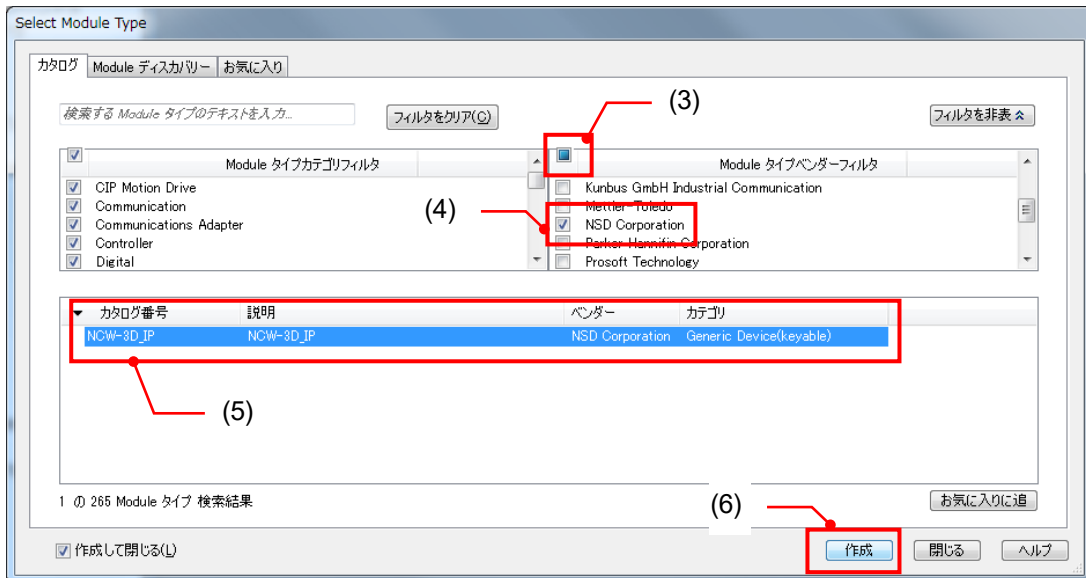 Select Module Type
カタログ Module ディスカバリー お気に入り
検索する Module タイプのテキストを入力...
フィルタをクリア(C)
(3)
フィルタを非表
Module タイプカテゴリフィルタ
CIP Motion Drive
Communication
Communications Adapter
Controller
Digital
(4)
Module タイプベンダーフィルタ
Kunbus GmbH Industrial Communication
Mettler-Toledo
NSD Corporation
Parker Hannifin Corporation
Prosoft Technology
カタログ番号 説明 ベンダー カテゴリ
NCW-3D_IP NCW-3D_IP NSD Corporation Generic Device(keyable)
(5)
1 の 265 Module タイプ 検索結果
(6)
お気に入りに追
作成して閉じる(L)
作成 閉じる ヘルプ